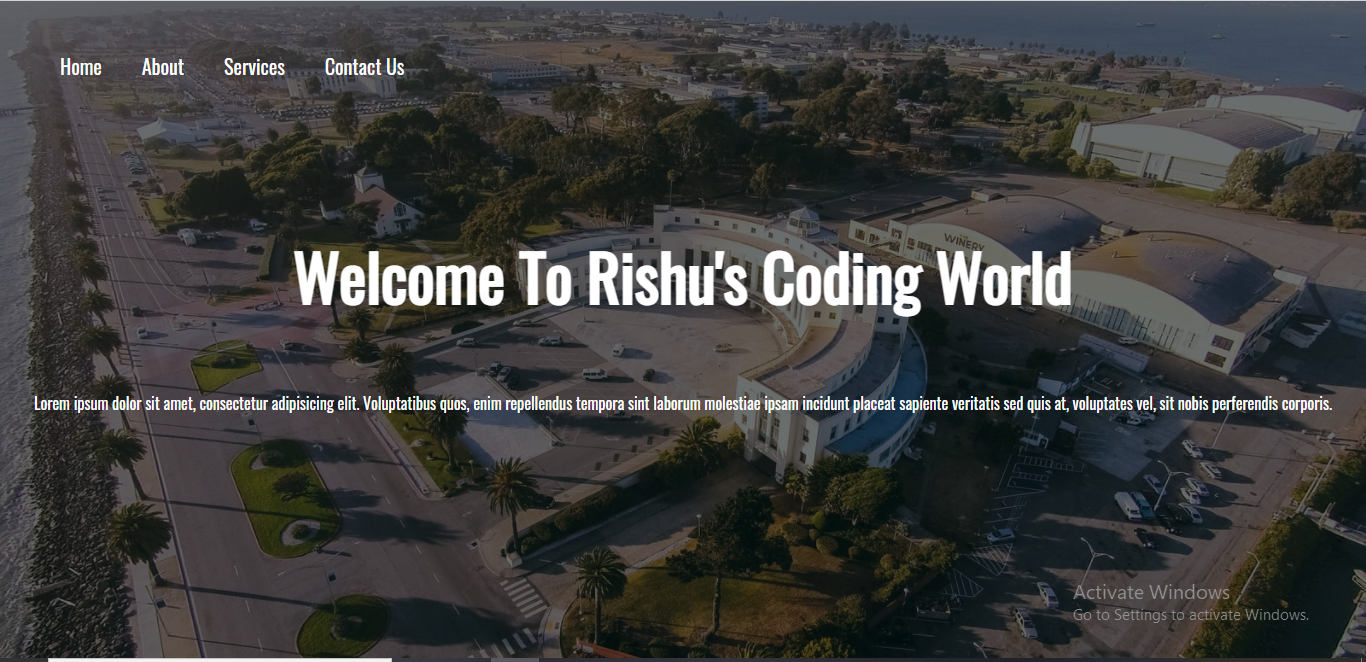 Home About Services Contact Us
WINERY
Welcome To Rishu's Coding World
Lorem ipsum dolor sit amet, consectetur adipisicing elit. Voluptatibus quos, enim repellendus tempora sint laborum molestiae ipsam incidunt placeat sapiente veritatis sed quis at, voluptates vel, sit nobis perferendis corporis.
Activate Windows
Go to Settings to activate Windows.